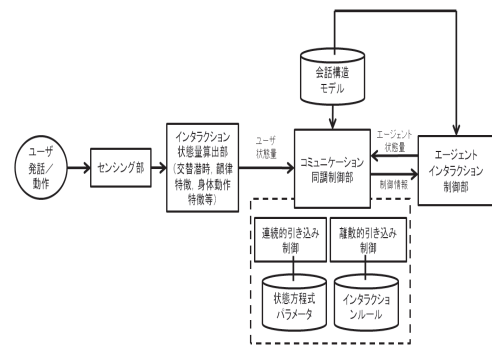 会話構造
モデル
ユーザ
発話／
動作
センシング部
インタラクション
状態量算出部
(交替潜時, 韻律
特徴, 身体動作
特徴等)
ユーザ
状態量
コミュニケーション
同調制御部
エージェント
状態量
制御情報
エージェント
インタラクション
制御部
連続的引き込み
制御
離散的引き込み
制御
状態方程式
パラメータ
インタラクショ
ンルール